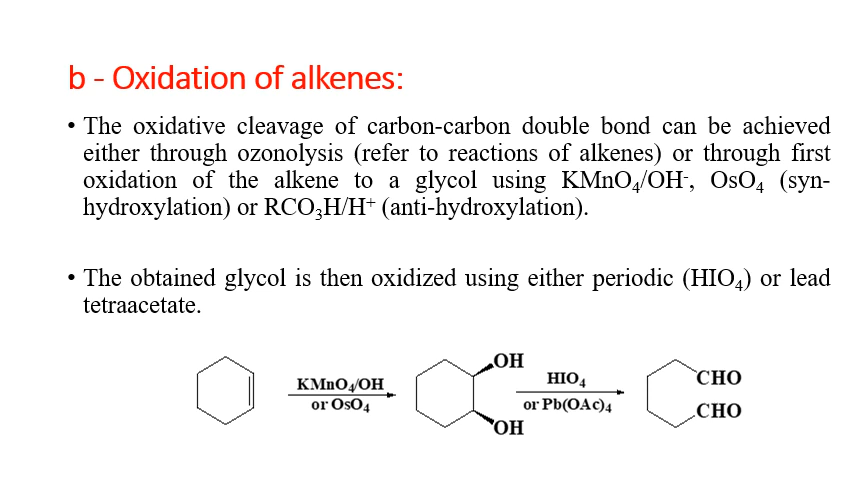 b - Oxidation of alkenes:
• The oxidative cleavage of carbon-carbon double bond can be achieved
either through ozonolysis (refer to reactions of alkenes) or through first
oxidation of the alkene to a glycol using KMnO₄/OH⁻, OsO₄ (syn-
hydroxylation) or RCO₃H/H⁺ (anti-hydroxylation).
• The obtained glycol is then oxidized using either periodic (HIO₄) or lead
tetraacetate.
KMnO₄/OH
or OsO₄
OH
OH
HIO₄
or Pb(OAc)₄
CHO
CHO